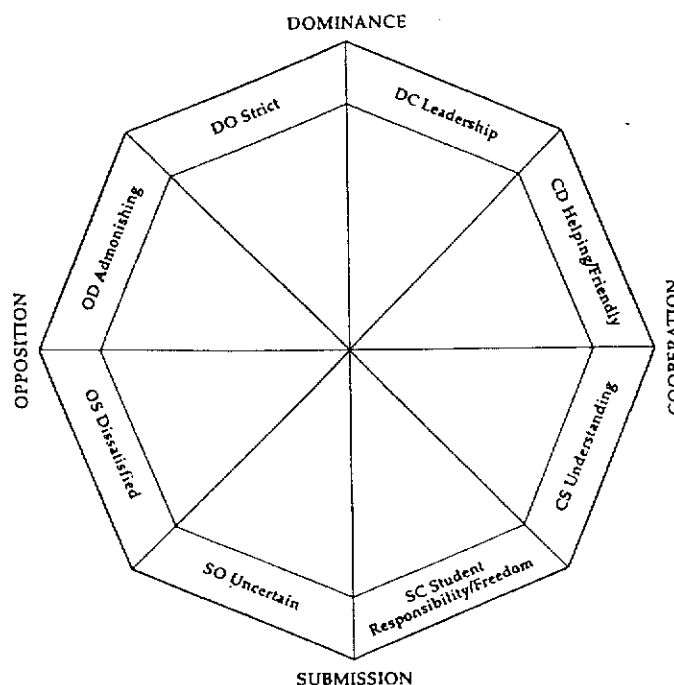 DOMINANCE
DO Strict
DC Leadership
OD Admonishing
CD Helping/Friendly
OPPOSITION
COOPERATION
OS Dissatisfied
CS Understanding
SO Uncertain
SC Student
Responsibility/Freedom
SUBMISSION